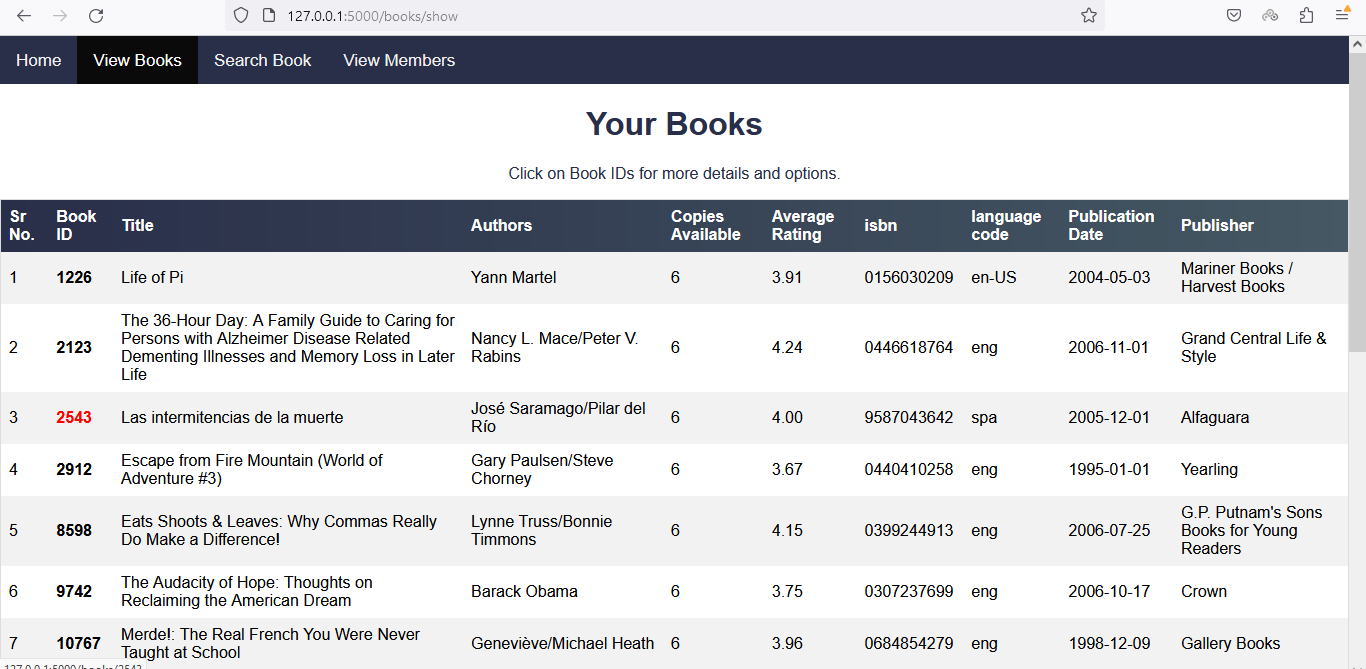 127.0.0.1:5000/books/show
Home View Books Search Book View Members
Your Books
Click on Book IDs for more details and options.
Sr No. Book ID Title Authors Copies Available Average Rating isbn language code Publication Date Publisher
1 1226 Life of Pi Yann Martel 6 3.91 0156030209 en-US 2004-05-03 Mariner Books / Harvest Books
2 2123 The 36-Hour Day: A Family Guide to Caring for Persons with Alzheimer Disease Related Dementing Illnesses and Memory Loss in Later Life Nancy L. Mace/Peter V. Rabins 6 4.24 0446618764 eng 2006-11-01 Grand Central Life & Style
3 2543 Las intermitencias de la muerte José Saramago/Pilar del Río 6 4.00 9587043642 spa 2005-12-01 Alfaguara
4 2912 Escape from Fire Mountain (World of Adventure #3) Gary Paulsen/Steve Chorney 6 3.67 0440410258 eng 1995-01-01 Yearling
5 8598 Eats Shoots & Leaves: Why Commas Really Do Make a Difference! Lynne Truss/Bonnie Timmons 6 4.15 0399244913 eng 2006-07-25 G.P. Putnam's Sons Books for Young Readers
6 9742 The Audacity of Hope: Thoughts on Reclaiming the American Dream Barack Obama 6 3.75 0307237699 eng 2006-10-17 Crown
7 10767 Merde!: The Real French You Were Never Taught at School Geneviève/Michael Heath 6 3.96 0684854279 eng 1998-12-09 Gallery Books
127.0.0.1:5000/books/2543